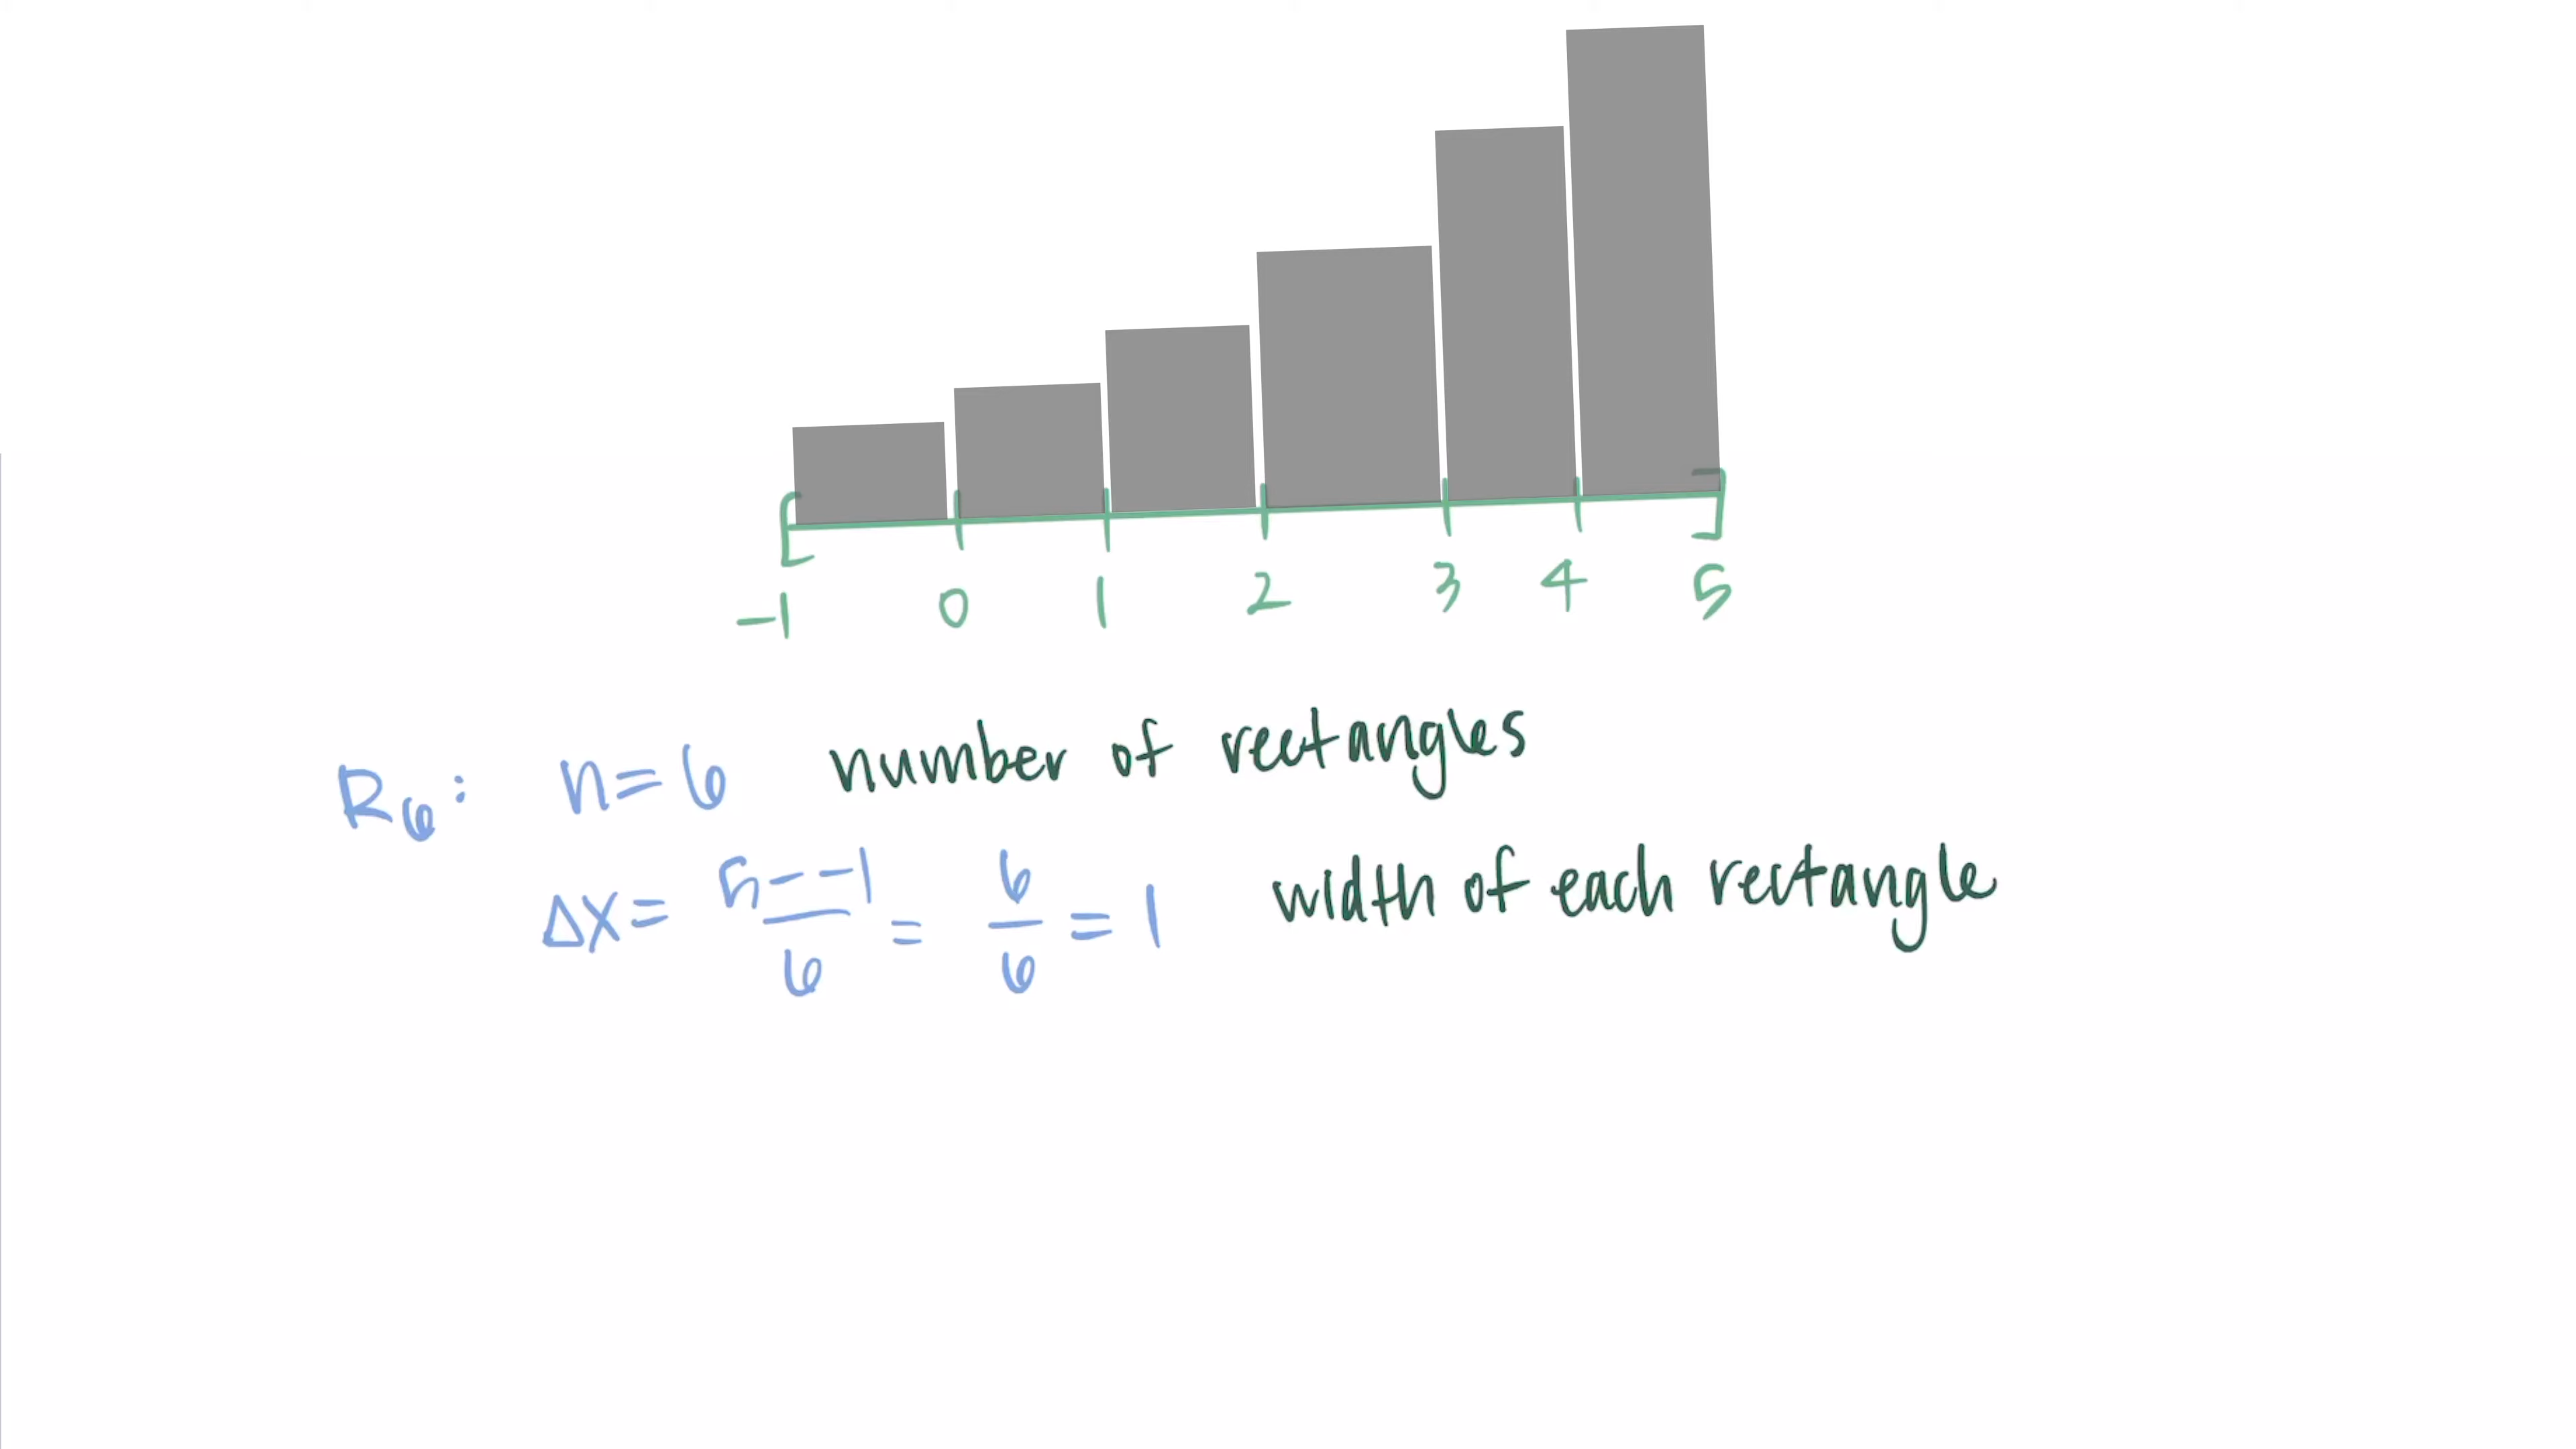 -1 0 1 2 3 4 5
R₆: n=6 number of rectangles
Δx= 5--1/6 = 6/6 =1 width of each rectangle